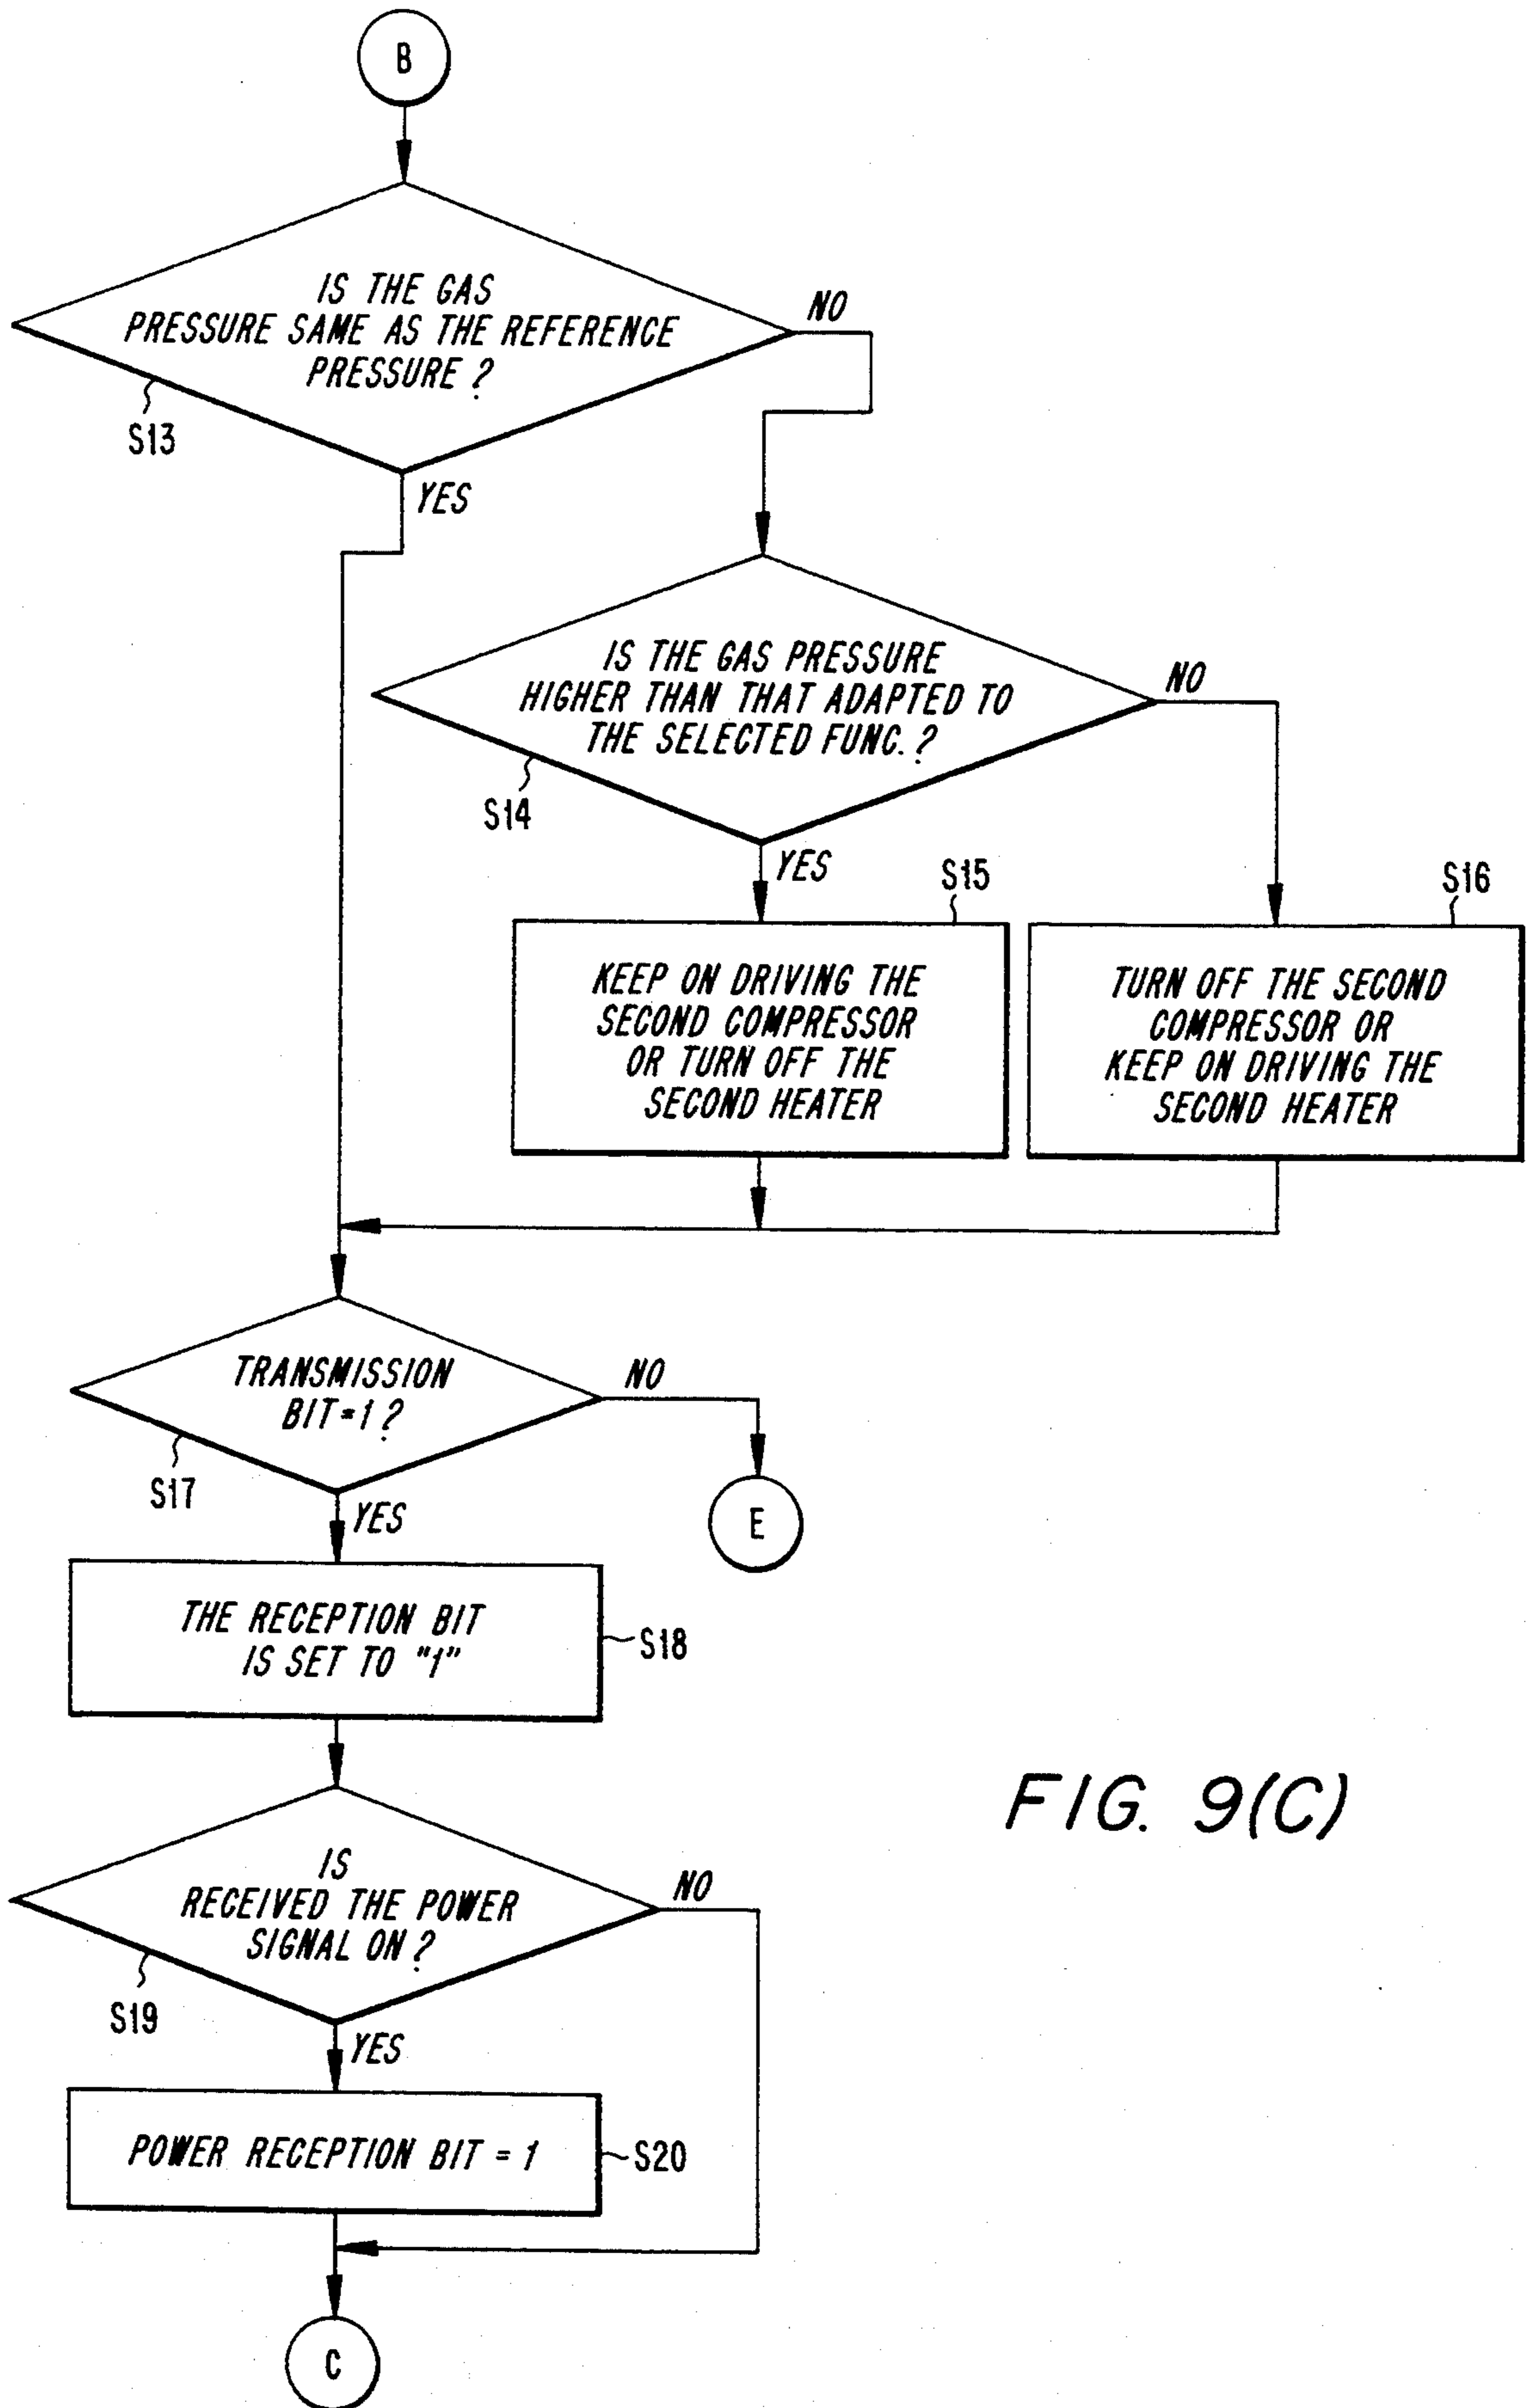 B
IS THE GAS
PRESSURE SAME AS THE REFERENCE
PRESSURE ?
NO
S13
YES
IS THE GAS PRESSURE
HIGHER THAN THAT ADAPTED TO
THE SELECTED FUNC. ?
NO
S14
YES
S15
S16
KEEP ON DRIVING THE
SECOND COMPRESSOR
OR TURN OFF THE
SECOND HEATER
TURN OFF THE SECOND
COMPRESSOR OR
KEEP ON DRIVING THE
SECOND HEATER
TRANSMISSION
BIT=1 ?
NO
S17
YES
E
THE RECEPTION BIT
IS SET TO "1"
S18
IS
RECEIVED THE POWER
SIGNAL ON ?
NO
S19
YES
POWER RECEPTION BIT = 1
S20
C
FIG. 9(C)